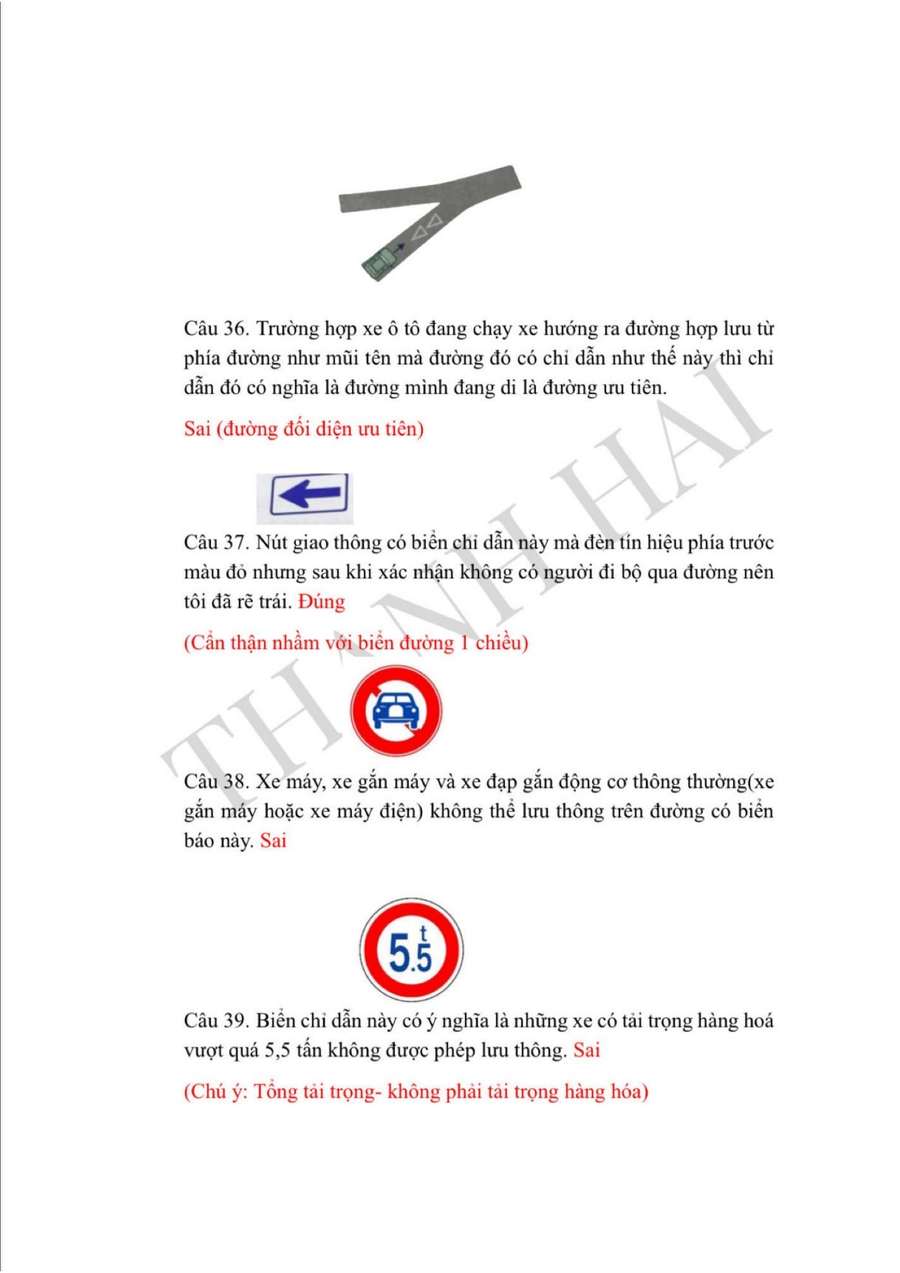 Câu 36. Trường hợp xe ô tô đang chạy xe hướng ra đường hợp lưu từ
phía đường như mũi tên mà đường đó có chỉ dẫn như thế này thì chỉ
dẫn đó có nghĩa là đường mình đang di là đường ưu tiên.
Sai (đường đối diện ưu tiên)
Câu 37. Nút giao thông có biển chỉ dẫn này mà đèn tín hiệu phía trước
màu đỏ nhưng sau khi xác nhận không có người đi bộ qua đường nên
tôi đã rẽ trái. Đúng
(Cẩn thận nhầm với biển đường 1 chiều)
THANH HAI
Câu 38. Xe máy, xe gắn máy và xe đạp gắn động cơ thông thường(xe
gắn máy hoặc xe máy điện) không thể lưu thông trên đường có biển
báo này. Sai
5.5t
Câu 39. Biển chỉ dẫn này có ý nghĩa là những xe có tải trọng hàng hoá
vượt quá 5,5 tấn không được phép lưu thông. Sai
(Chú ý: Tổng tải trọng- không phải tải trọng hàng hóa)